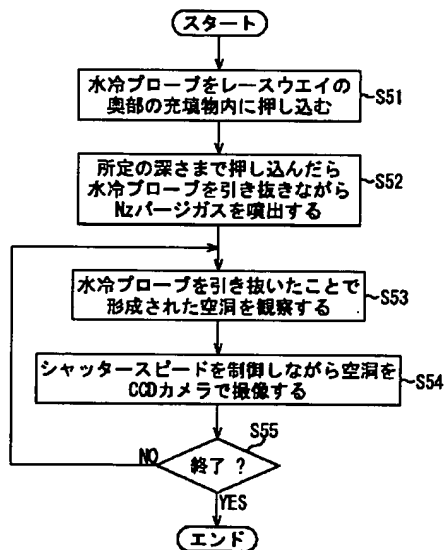 スタート
水冷プローブをレースウエイの
奥部の充填物内に押し込む
S51
所定の深さまで押し込んだら
水冷プローブを引き抜きながら
Nzパージガスを噴出する
S52
水冷プローブを引き抜いたことで
形成された空洞を観察する
S53
シャッタースピードを制御しながら空洞を
CCDカメラで撮像する
S54
S55
終了 ?
NO
YES
エンド